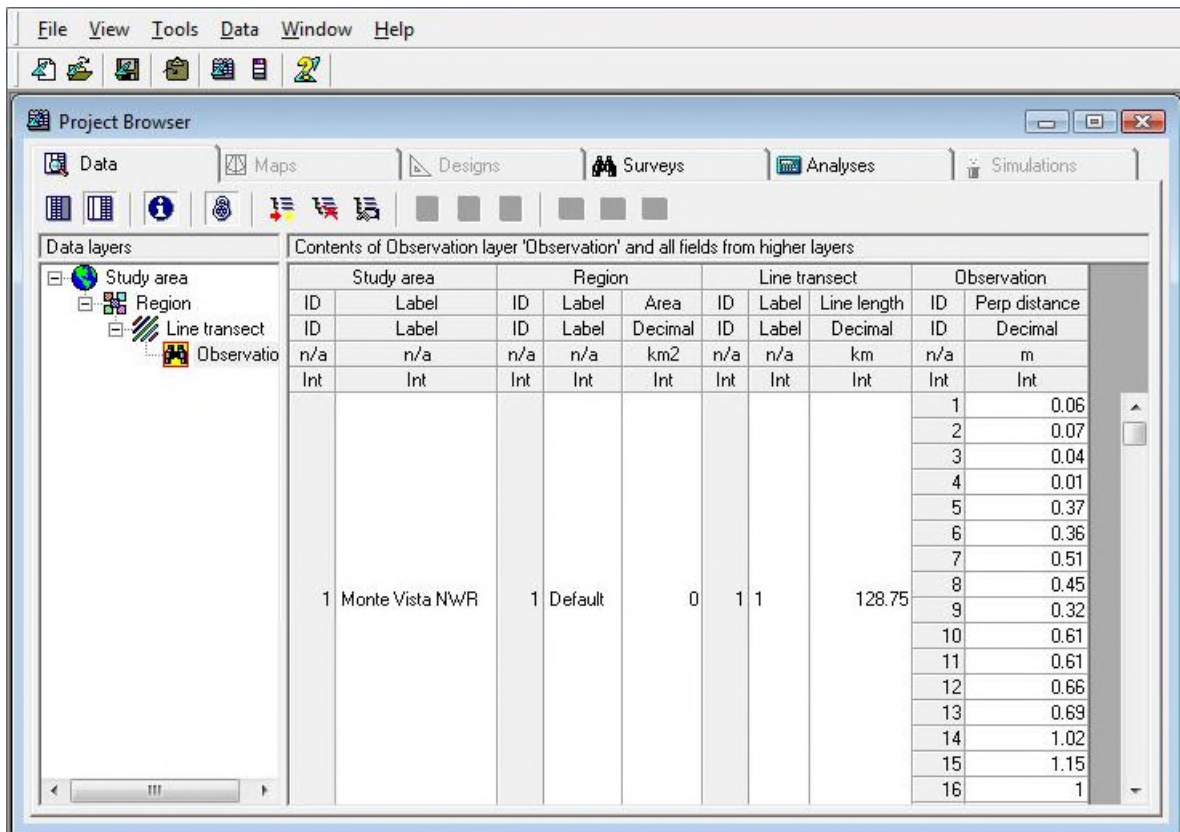 File View Tools Data Window Help
Project Browser
Data Maps Designs Surveys Analyses Simulations
Data layers
Study area
Region
Line transect
Observatio
Contents of Observation layer 'Observation' and all fields from higher layers
Study area Region Line transect Observation
ID Label ID Label Area ID Label Line length ID Perp distance
ID Label ID Label Decimal ID Label Decimal ID Decimal
n/a n/a n/a n/a km2 n/a n/a km n/a m
Int Int Int Int Int Int Int Int Int Int
1 0.06
2 0.07
3 0.04
4 0.01
5 0.37
6 0.36
7 0.51
8 0.45
1 Monte Vista NWR 1 Default 0 1 1 128.75
9 0.32
10 0.61
11 0.61
12 0.66
13 0.69
14 1.02
15 1.15
16 1